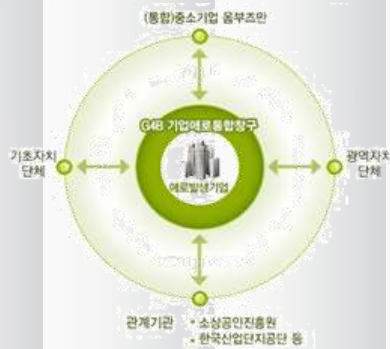 (통합)중소기업 옴부즈만
G4B 기업애로통합창구
기초자치
단체
애로발생기업
광역자치
단체
관계기관
• 소상공인진흥원
• 한국산업단지공단 등